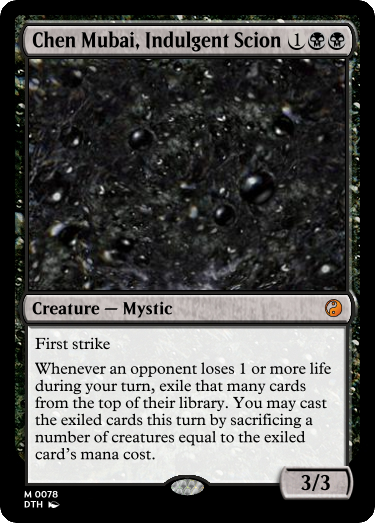 Chen Mubai, Indulgent Scion 1
Creature — Mystic
First strike
Whenever an opponent loses 1 or more life
during your turn, exile that many cards
from the top of their library. You may cast
the exiled cards this turn by sacrificing a
number of creatures equal to the exiled
card's mana cost.
3/3
M 0078
DTH